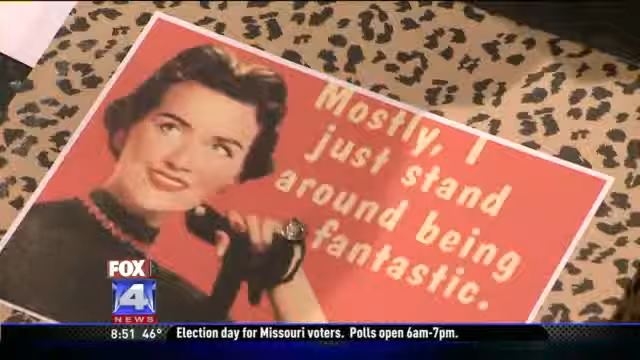 Mostly, I
just stand
around being
fantastic.
FOX
4
NEWS
8:51 46° Election day for Missouri voters. Polls open 6am-7pm.